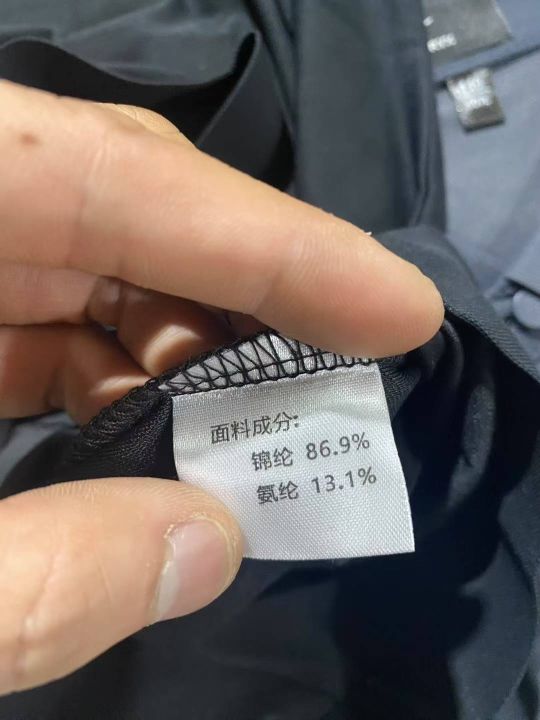 面料成分:
锦纶 86.9%
氨纶 13.1%